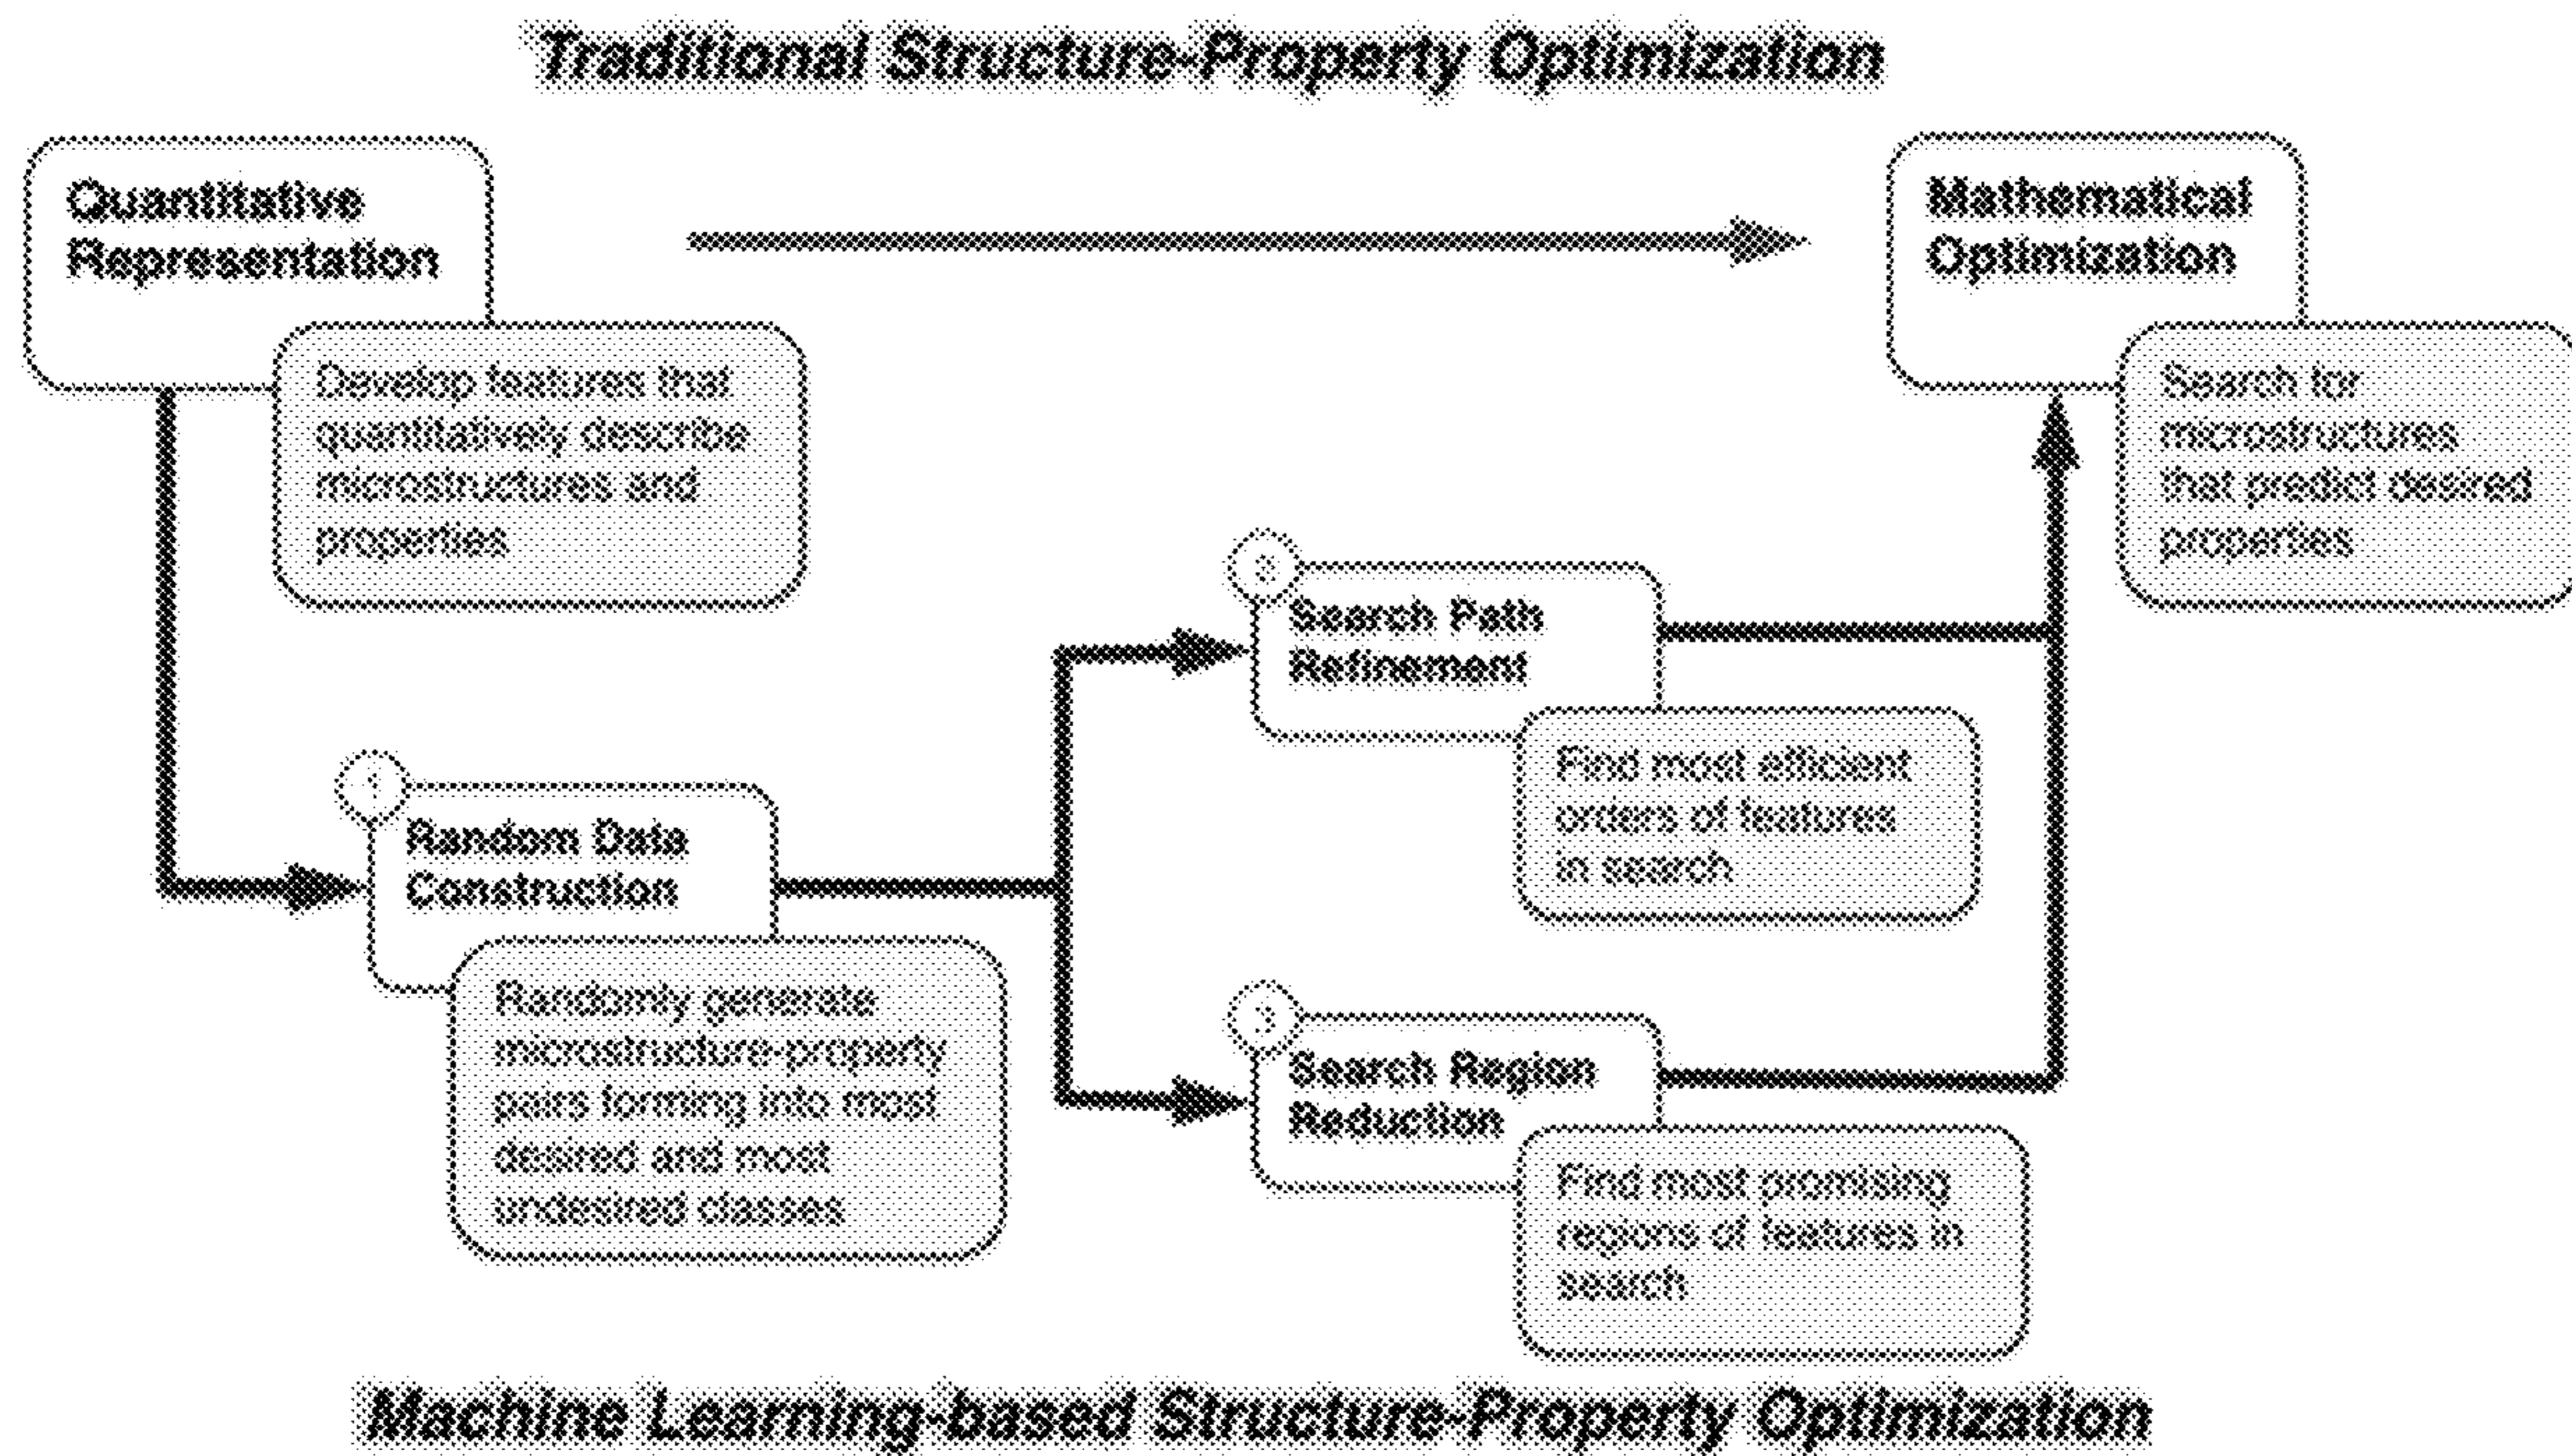 Traditional Structure-Property Optimization
Quantitative
Representation
Develop features that
quantitatively describe
microstructures and
properties
Mathematical
Optimization
Search for
microstructures
that predict desired
properties
1
Random Data
Construction
Randomly generate
microstructure-property
pairs forming into most
desired and most
undesired classes
2
Search Path
Refinement
Find most efficient
orders of features
in search
3
Search Region
Reduction
Find most promising
regions of features in
search
Machine Learning-based Structure-Property Optimization